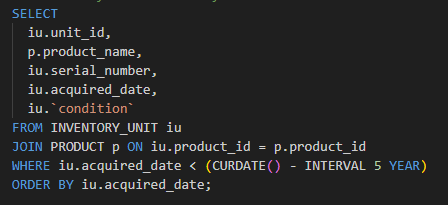 SELECT
iu.unit_id,
p.product_name,
iu.serial_number,
iu.acquired_date,
iu.`condition`
FROM INVENTORY_UNIT iu
JOIN PRODUCT p ON iu.product_id = p.product_id
WHERE iu.acquired_date < (CURDATE() - INTERVAL 5 YEAR)
ORDER BY iu.acquired_date;